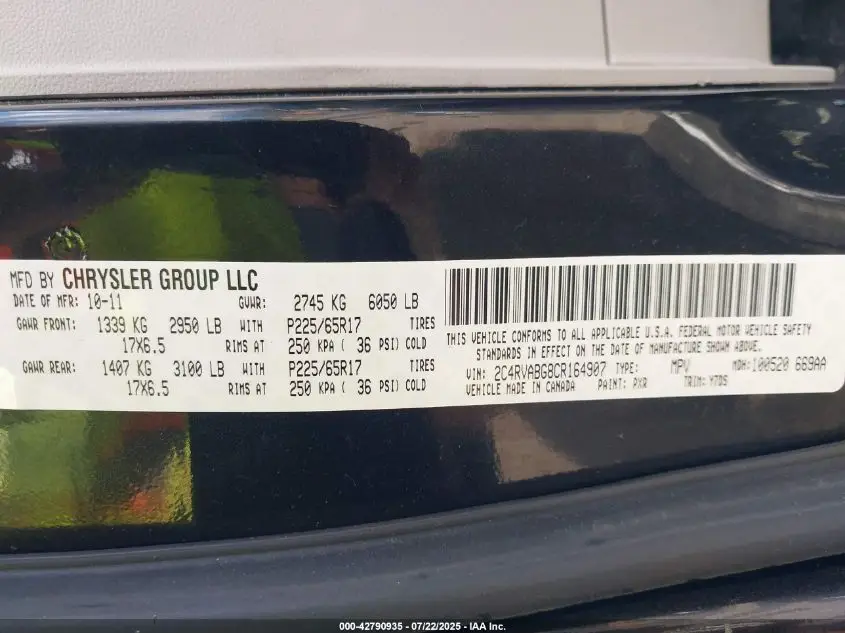 MFD BY CHRYSLER GROUP LLC
DATE OF MFR: 10-11 GVWR: 2745 KG 6050 LB
GAWR FRONT: 1339 KG 2950 LB WITH P225/65R17 TIRES
17X6.5 RIMS AT 250 KPA ( 36 PSI) COLD
GAWR REAR: 1407 KG 3100 LB WITH P225/65R17 TIRES
17X6.5 RIMS AT 250 KPA ( 36 PSI) COLD
THIS VEHICLE CONFORMS TO ALL APPLICABLE U.S.A. FEDERAL MOTOR VEHICLE SAFETY
STANDARDS IN EFFECT ON THE DATE OF MANUFACTURE SHOWN ABOVE.
VIN: 2C4RVABG8CR164907 TYPE: MPV MDH: 100520 669AA
VEHICLE MADE IN CANADA PAINT: PXR TRIM: Y7DS
000-42790935 - 07/22/2025 - IAA Inc.